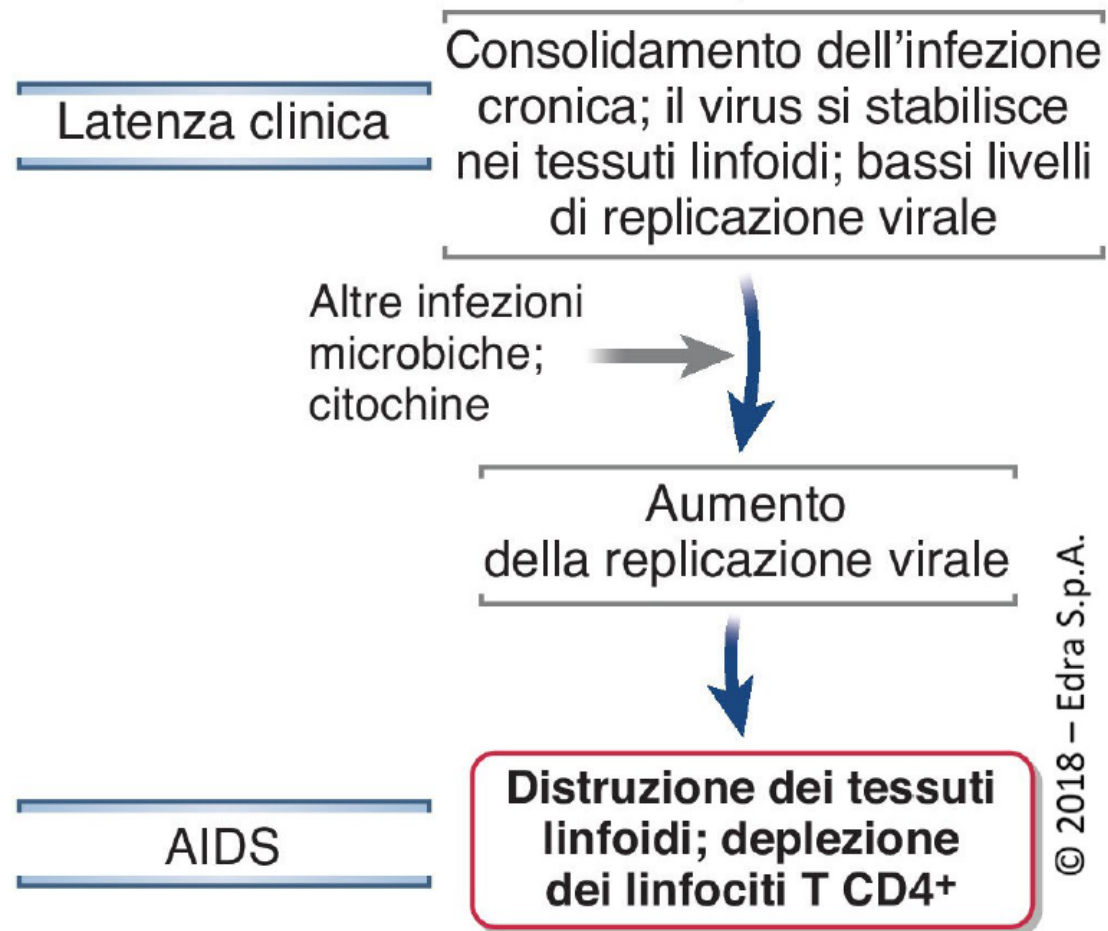 Latenza clinica
Consolidamento dell'infezione
cronica; il virus si stabilisce
nei tessuti linfoidi; bassi livelli
di replicazione virale
Altre infezioni
microbiche;
citochine
Aumento
della replicazione virale
AIDS
Distruzione dei tessuti
linfoidi; deplezione
dei linfociti T CD4⁺
© 2018 – Edra S.p.A.